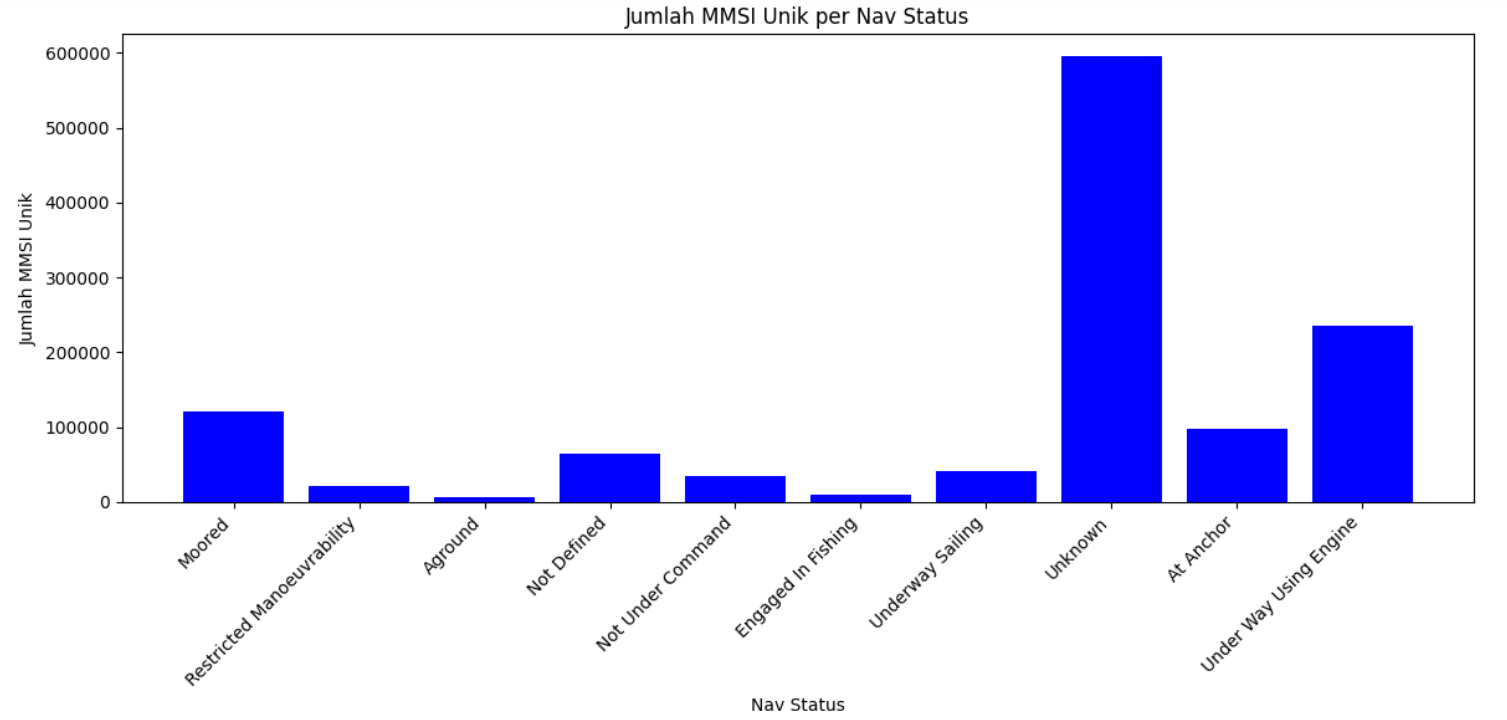 Jumlah MMSI Unik per Nav Status
600000
500000
400000
300000
200000
100000
0
Jumlah MMSI Unik
Moored
Restricted Manoeuvrability
Aground
Not Defined
Not Under Command
Engaged In Fishing
Underway Sailing
Unknown
At Anchor
Under Way Using Engine
Nav Status